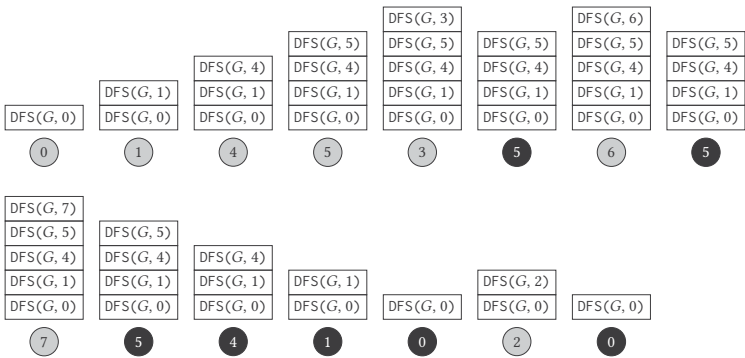 DFS(G, 3) DFS(G, 6)
DFS(G, 5) DFS(G, 5) DFS(G, 5) DFS(G, 5) DFS(G, 5)
DFS(G, 4) DFS(G, 4) DFS(G, 4) DFS(G, 4) DFS(G, 4) DFS(G, 4)
DFS(G, 1) DFS(G, 1) DFS(G, 1) DFS(G, 1) DFS(G, 1) DFS(G, 1) DFS(G, 1)
DFS(G, 0) DFS(G, 0) DFS(G, 0) DFS(G, 0) DFS(G, 0) DFS(G, 0) DFS(G, 0) DFS(G, 0)
0 1 4 5 3 5 6 5
DFS(G, 7)
DFS(G, 5) DFS(G, 5)
DFS(G, 4) DFS(G, 4) DFS(G, 4)
DFS(G, 1) DFS(G, 1) DFS(G, 1) DFS(G, 1) DFS(G, 2)
DFS(G, 0) DFS(G, 0) DFS(G, 0) DFS(G, 0) DFS(G, 0) DFS(G, 0) DFS(G, 0)
7 5 4 1 0 2 0